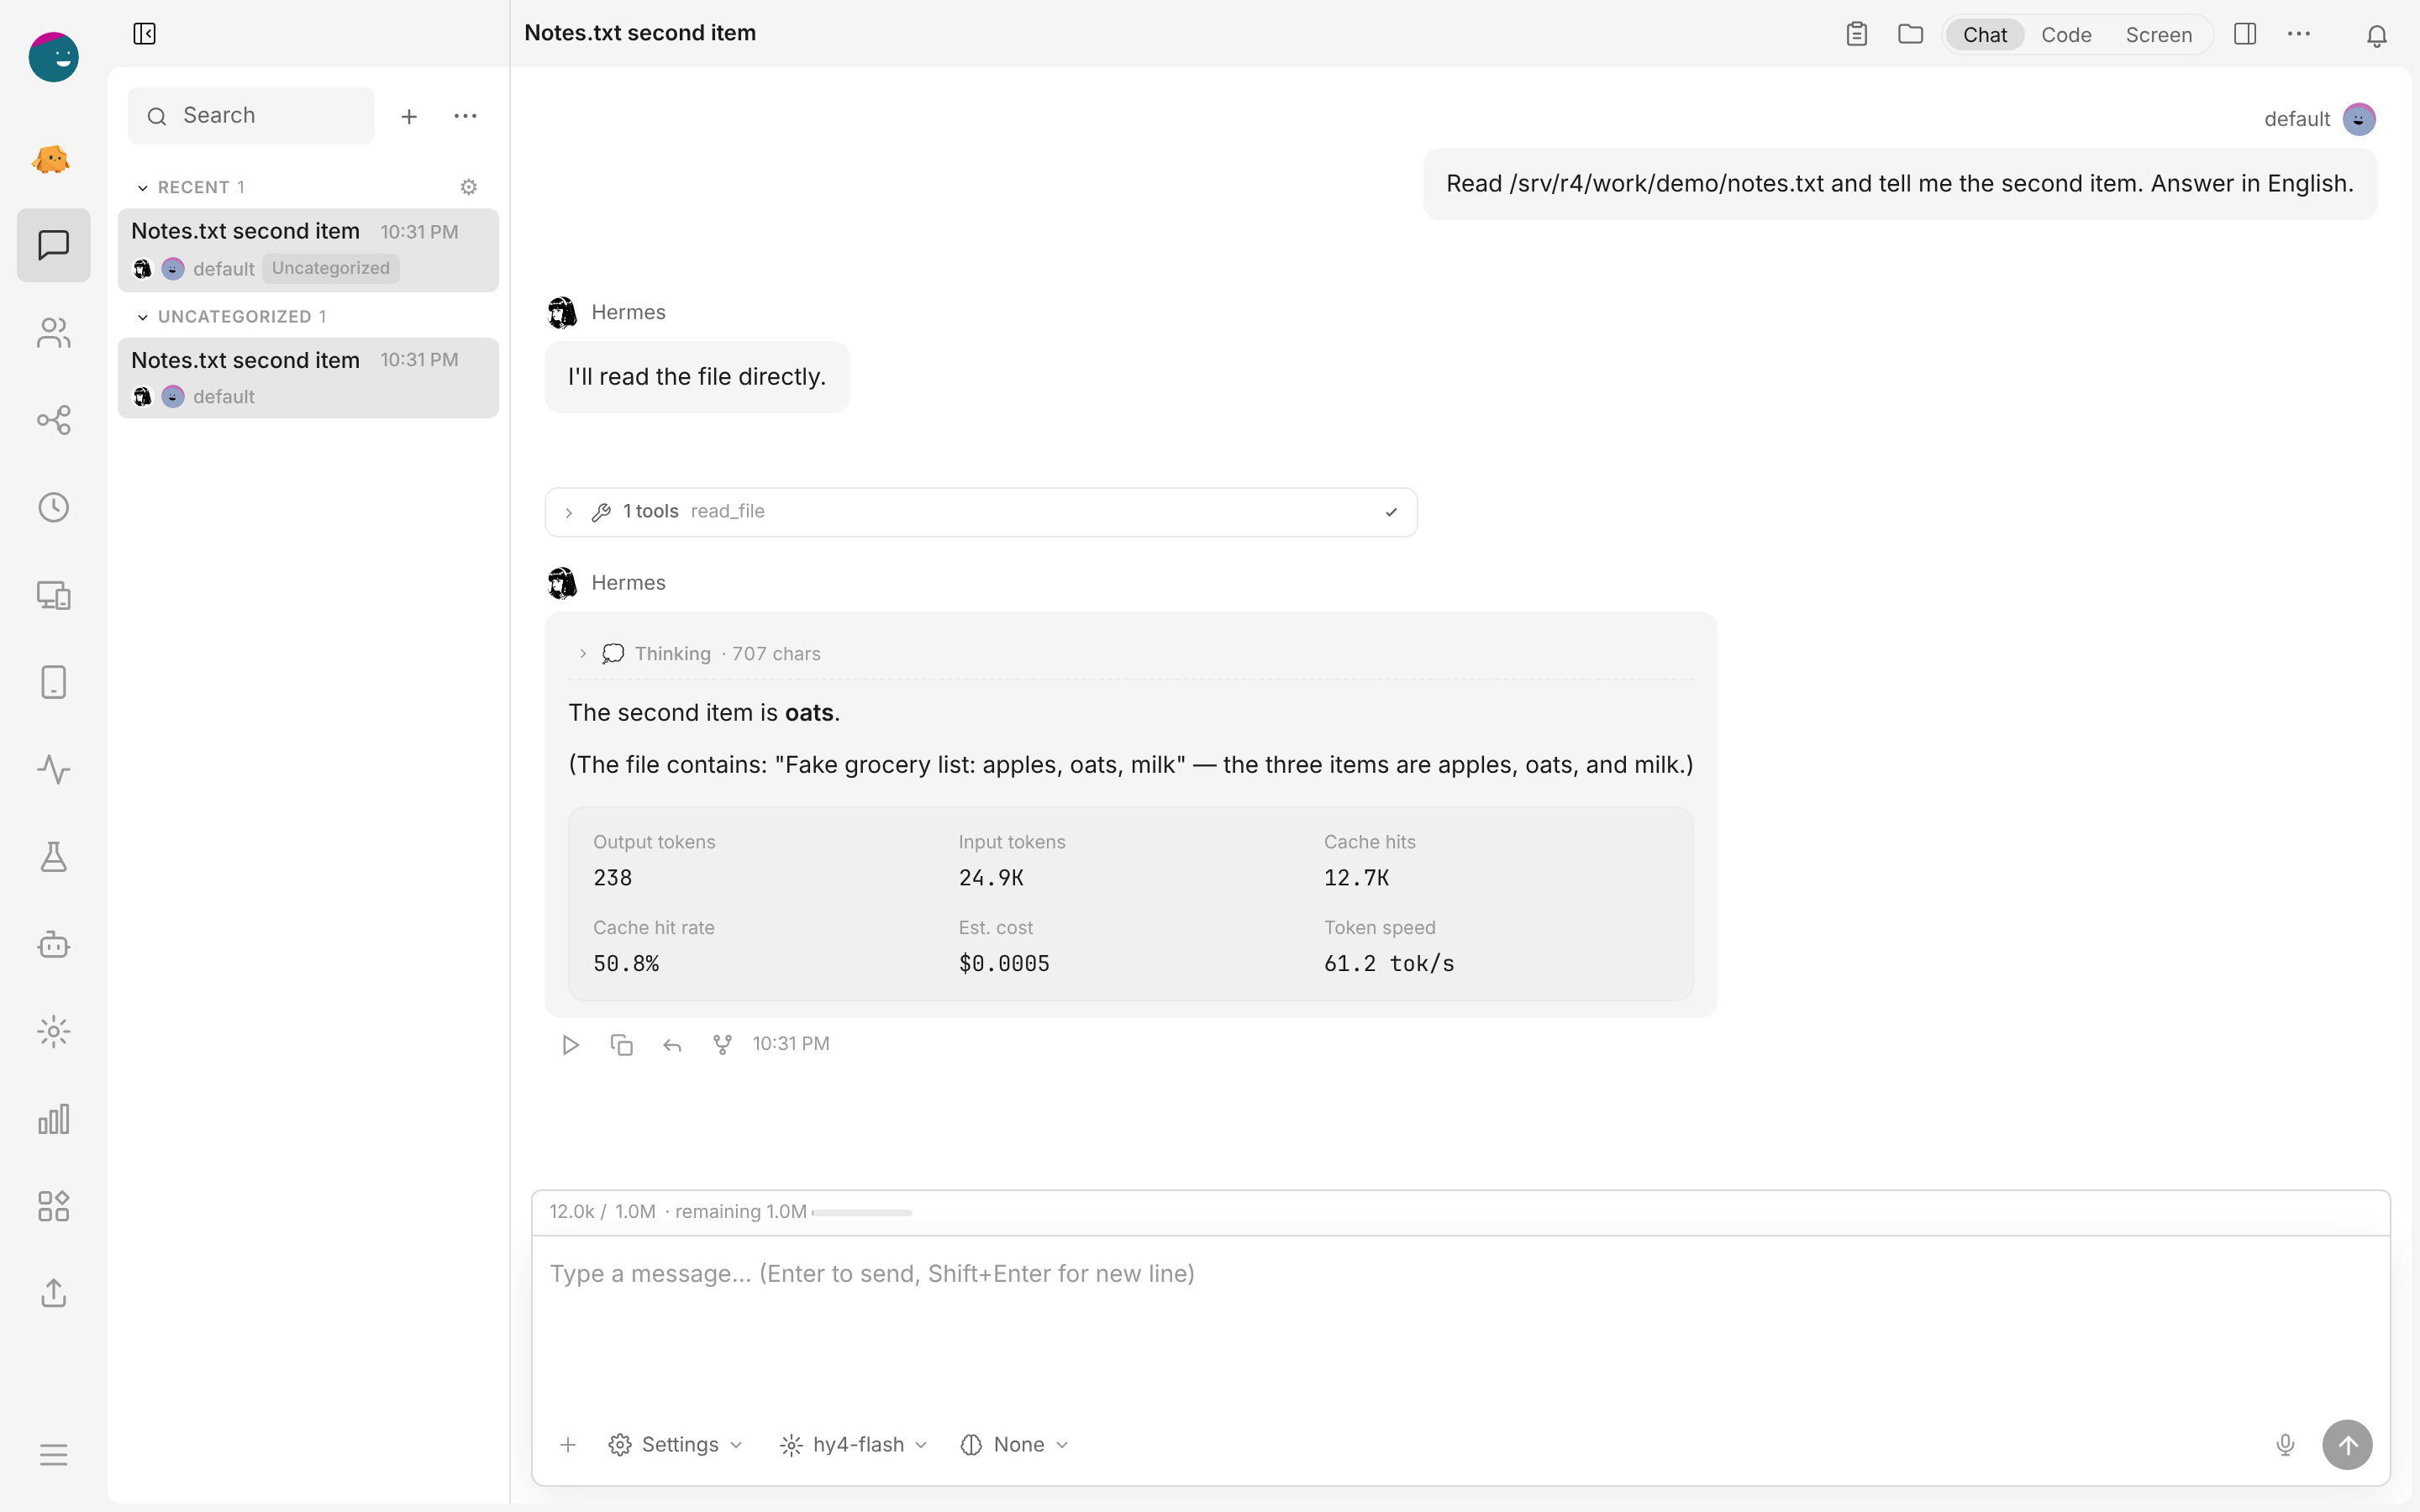 Notes.txt second item
Chat
Code
Screen
Search
RECENT 1
Notes.txt second item 10:31 PM
default Uncategorized
UNCATEGORIZED 1
Notes.txt second item 10:31 PM
default
default
Read /srv/r4/work/demo/notes.txt and tell me the second item. Answer in English.
Hermes
I'll read the file directly.
1 tools read_file
Hermes
Thinking · 707 chars
The second item is oats.
(The file contains: "Fake grocery list: apples, oats, milk" — the three items are apples, oats, and milk.)
Output tokens Input tokens Cache hits
238 24.9K 12.7K
Cache hit rate Est. cost Token speed
50.8% $0.0005 61.2 tok/s
10:31 PM
12.0k / 1.0M · remaining 1.0M
Type a message... (Enter to send, Shift+Enter for new line)
Settings hy4-flash None